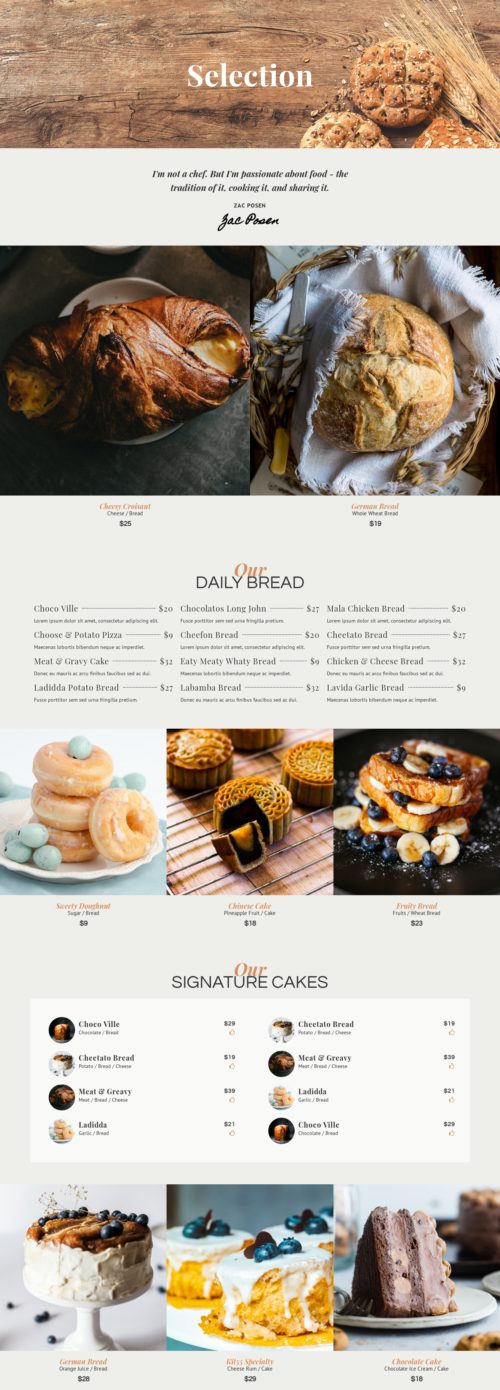 Selection
I'm not a chef. But I'm passionate about food - the
tradition of it, cooking it, and sharing it.
ZAC POSEN
Zac Posen
Cheesy Croisant
Cheese / Bread
$25
German Bread
Whole Wheat Bread
$19
Our
DAILY BREAD
Choco Ville $20
Lorem ipsum dolor sit amet, consectetur adipiscing elit.
Choose & Potato Pizza $9
Maecenas lobortis bibendum neque ac imperdiet.
Meat & Gravy Cake $32
Donec eu mauris ac arcu finibus faucibus sed ac dui.
Ladidda Potato Bread $27
Fusce porttitor sem sed urna fringilla pretium.
Chocolatos Long John $27
Fusce porttitor sem sed urna fringilla pretium.
Cheefon Bread $20
Lorem ipsum dolor sit amet, consectetur adipiscing elit.
Eaty Meaty Whaty Bread $9
Maecenas lobortis bibendum neque ac imperdiet.
Labamba Bread $32
Donec eu mauris ac arcu finibus faucibus sed ac dui.
Mala Chicken Bread $20
Lorem ipsum dolor sit amet, consectetur adipiscing elit.
Cheetato Bread $27
Fusce porttitor sem sed urna fringilla pretium.
Chicken & Cheese Bread $32
Donec eu mauris ac arcu finibus faucibus sed ac dui.
Lavida Garlic Bread $9
Maecenas lobortis bibendum neque ac imperdiet.
Sweety Doughnut
Sugar / Bread
$9
Chinese Cake
Pineapple Fruit / Cake
$18
Fruity Bread
Fruits / Wheat Bread
$23
Our
SIGNATURE CAKES
Choco Ville $29
Chocolate / Bread
Cheetato Bread $19
Potato / Bread / Cheese
Meat & Greavy $39
Meat / Bread / Cheese
Ladidda $21
Garlic / Bread
Cheetato Bread $19
Potato / Bread / Cheese
Meat & Greavy $39
Meat / Bread / Cheese
Ladidda $21
Garlic / Bread
Choco Ville $29
Chocolate / Bread
German Bread
Orange Juice / Bread
$28
Kit55 Specialty
Cheese Rum / Cake
$29
Chocolate Cake
Chocolate Ice Cream / Cake
$18